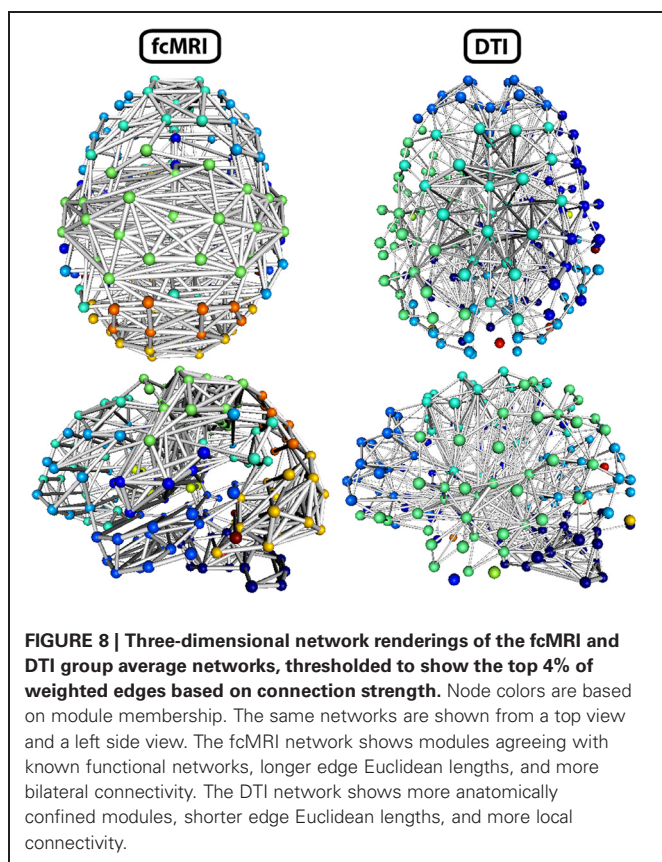 fcMRI
DTI
FIGURE 8 | Three-dimensional network renderings of the fcMRI and
DTI group average networks, thresholded to show the top 4% of
weighted edges based on connection strength. Node colors are based
on module membership. The same networks are shown from a top view
and a left side view. The fcMRI network shows modules agreeing with
known functional networks, longer edge Euclidean lengths, and more
bilateral connectivity. The DTI network shows more anatomically
confined modules, shorter edge Euclidean lengths, and more local
connectivity.